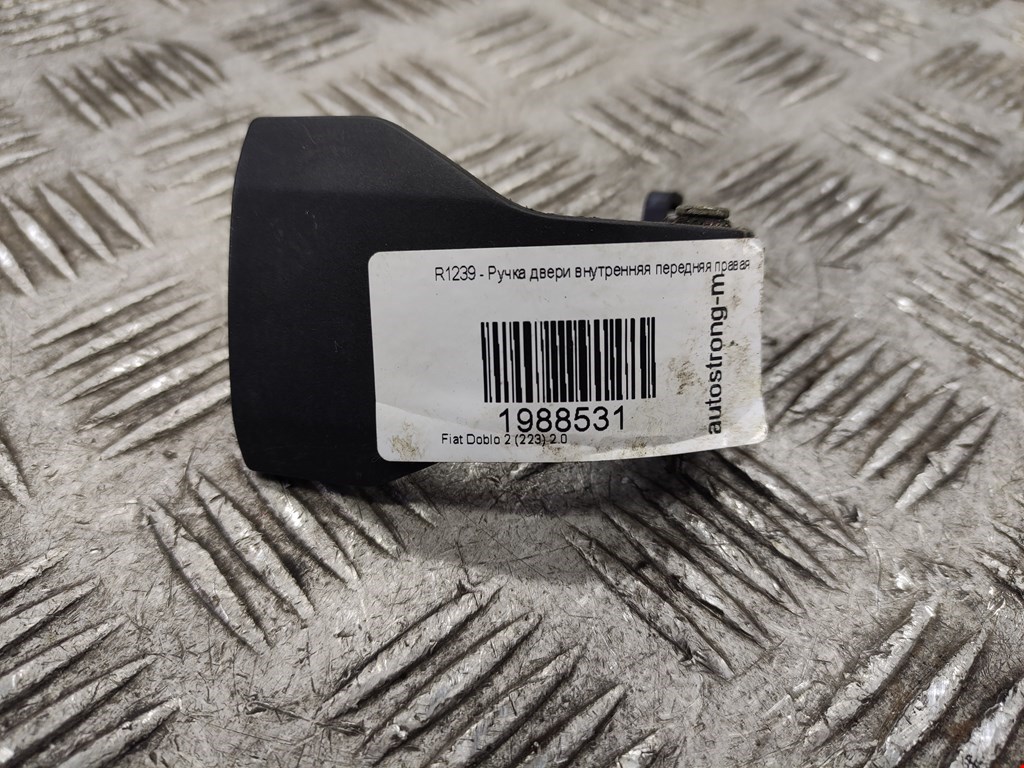 R1239 - Ручка двери внутренняя передняя правая
1988531
Fiat Doblo 2 (223) 2.0
autostrong-m